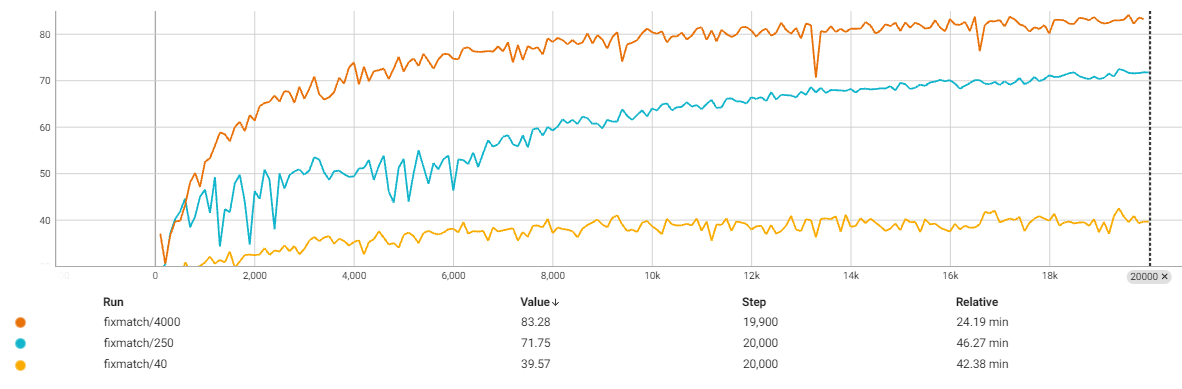 80
70
60
50
40
0 2,000 4,000 6,000 8,000 10k 12k 14k 16k 18k 20000 ✕
Run Value↓ Step Relative
fixmatch/4000 83.28 19,900 24.19 min
fixmatch/250 71.75 20,000 46.27 min
fixmatch/40 39.57 20,000 42.38 min